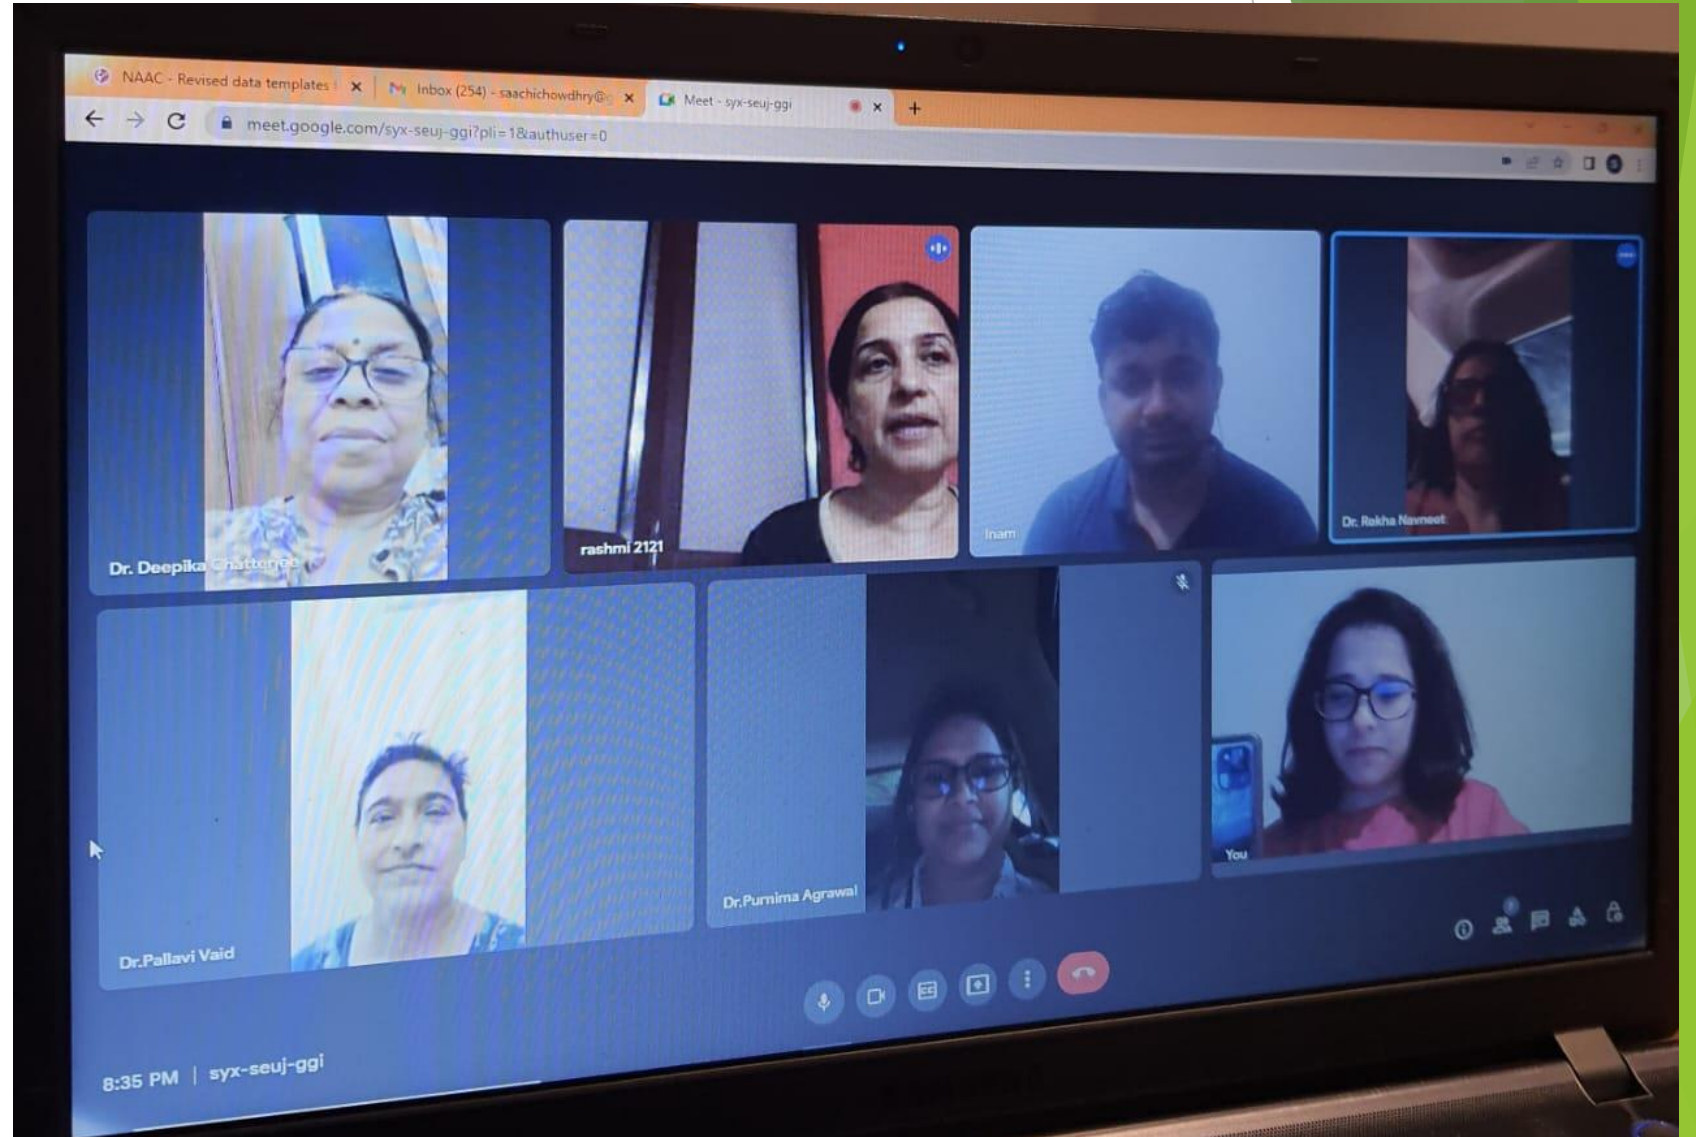 NAAC - Revised data templates
Inbox (254) - saachichowdhry@g
Meet - syx-seuj-ggi
meet.google.com/syx-seuj-ggi?pli=1&authuser=0
S
Dr. Deepika Chatterjee
rashmi 2121
Inam
Dr. Rekha Navneet
Dr.Pallavi Vaid
Dr.Purnima Agrawal
You
CC
8:35 PM | syx-seuj-ggi